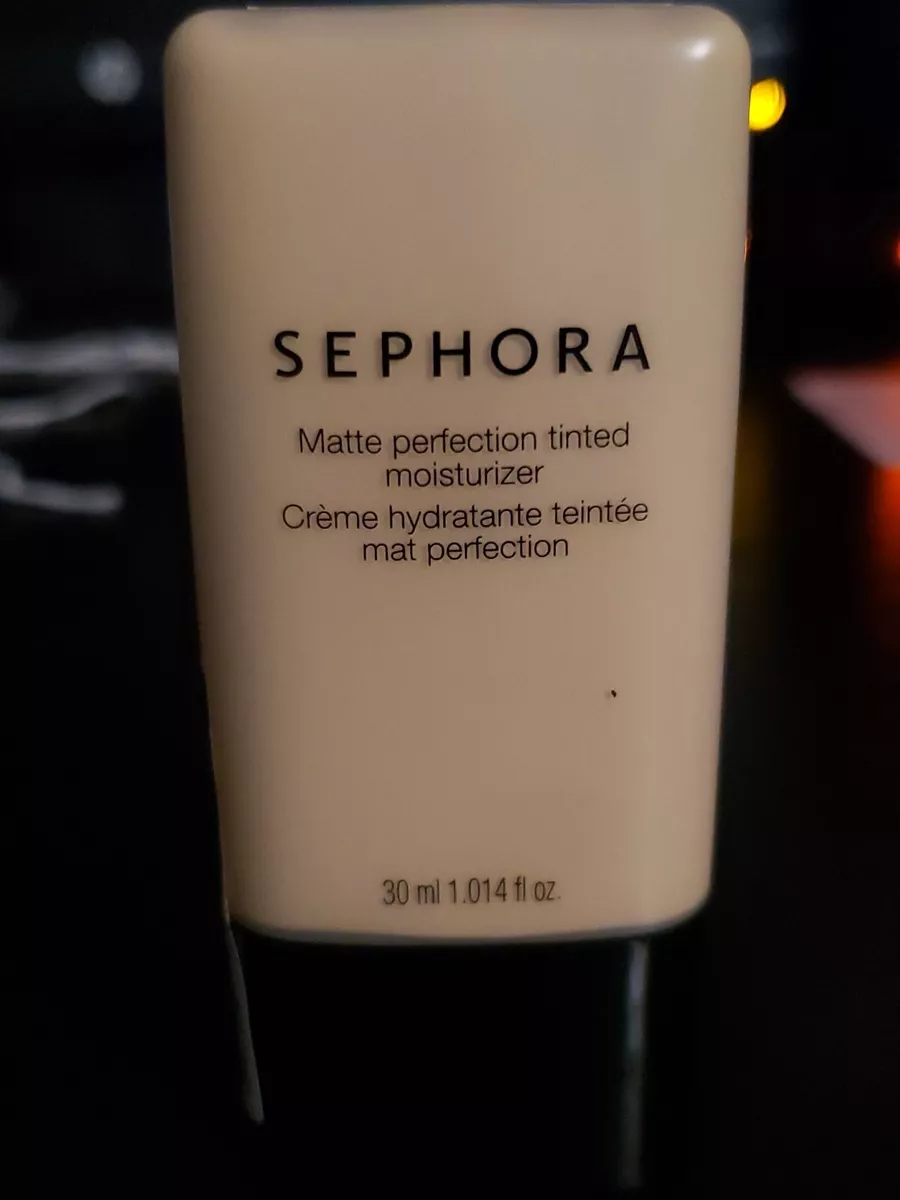 SEPHORA
Matte perfection tinted
moisturizer
Crème hydratante teintée
mat perfection
30 ml 1.014 fl oz.